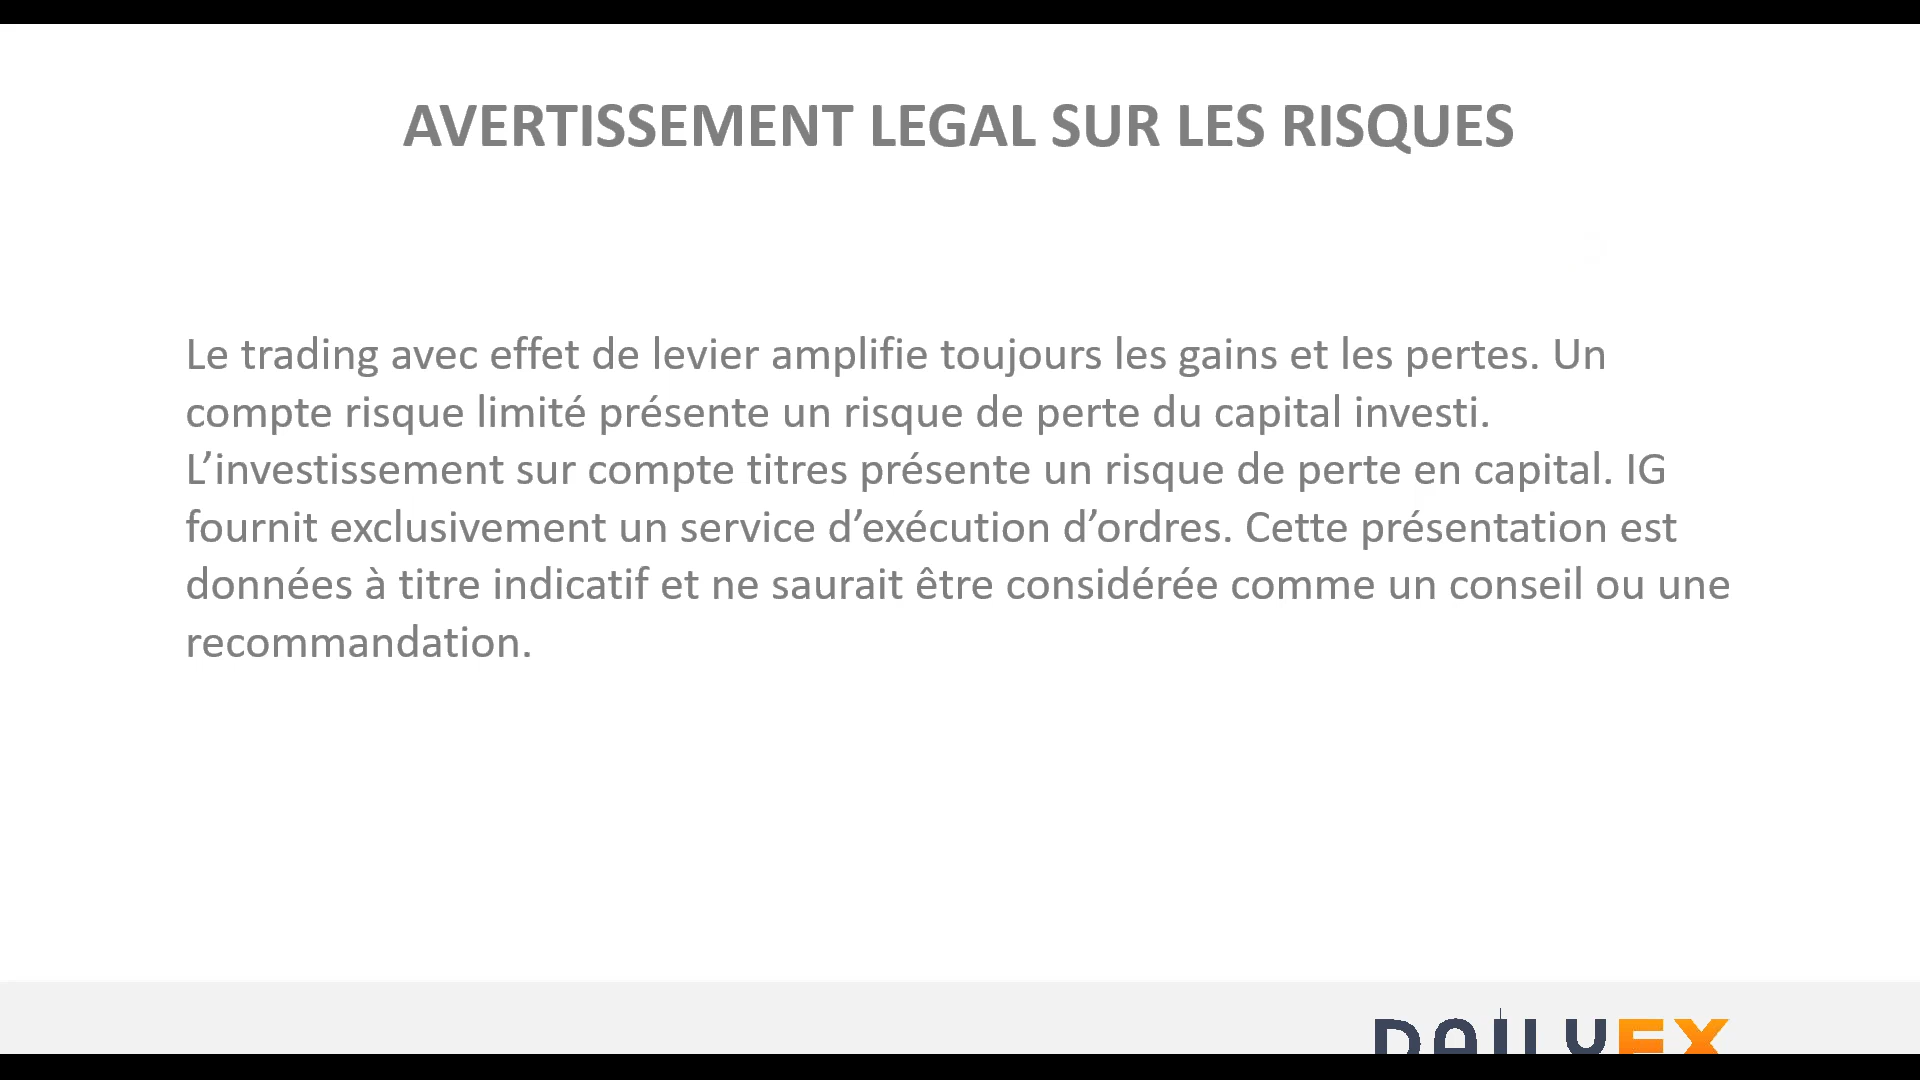 AVERTISSEMENT LEGAL SUR LES RISQUES
Le trading avec effet de levier amplifie toujours les gains et les pertes. Un
compte risque limité présente un risque de perte du capital investi.
L’investissement sur compte titres présente un risque de perte en capital. IG
fournit exclusivement un service d’exécution d’ordres. Cette présentation est
données à titre indicatif et ne saurait être considérée comme un conseil ou une
recommandation.
DAILYFX